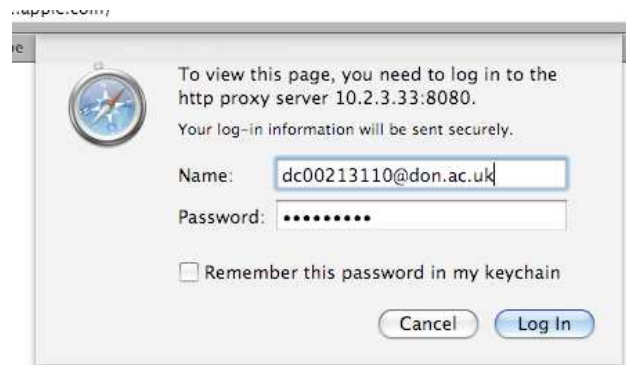 .apple.com/
To view this page, you need to log in to the
http proxy server 10.2.3.33:8080.
Your log-in information will be sent securely.
Name: dc00213110@don.ac.uk
Password: •••••••••
Remember this password in my keychain
Cancel Log In